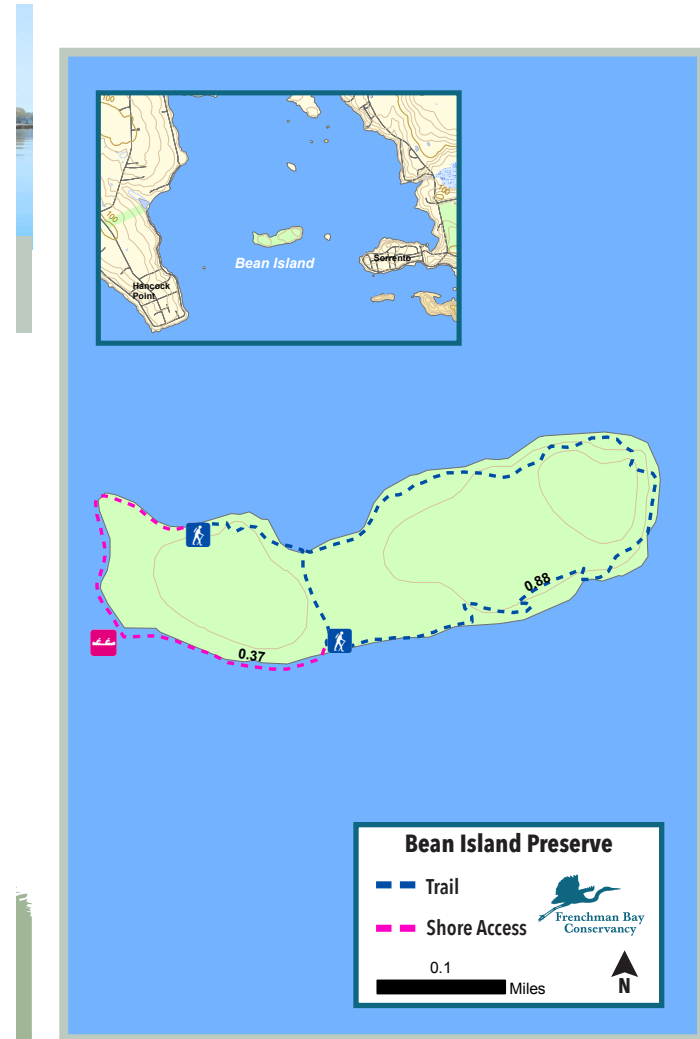 100
100
100
Bean Island
Sorrento
Hancock
Point
0.88
0.37
Bean Island Preserve
Trail
Shore Access
Frenchman Bay
Conservancy
0.1
Miles
N